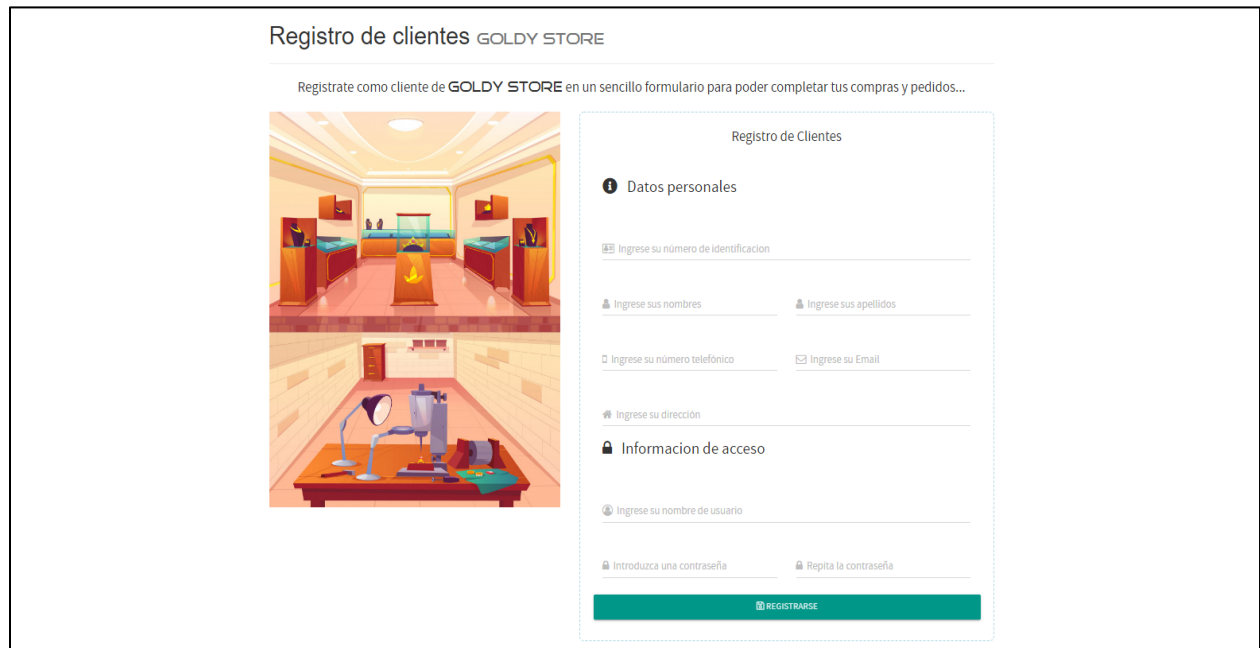 Registro de clientes GOLDY STORE
Registrate como cliente de GOLDY STORE en un sencillo formulario para poder completar tus compras y pedidos...
Registro de Clientes
Datos personales
Ingrese su número de identificacion
Ingrese sus nombres
Ingrese sus apellidos
Ingrese su número telefónico
Ingrese su Email
Ingrese su dirección
Informacion de acceso
Ingrese su nombre de usuario
Introduzca una contraseña
Repita la contraseña
REGISTRARSE